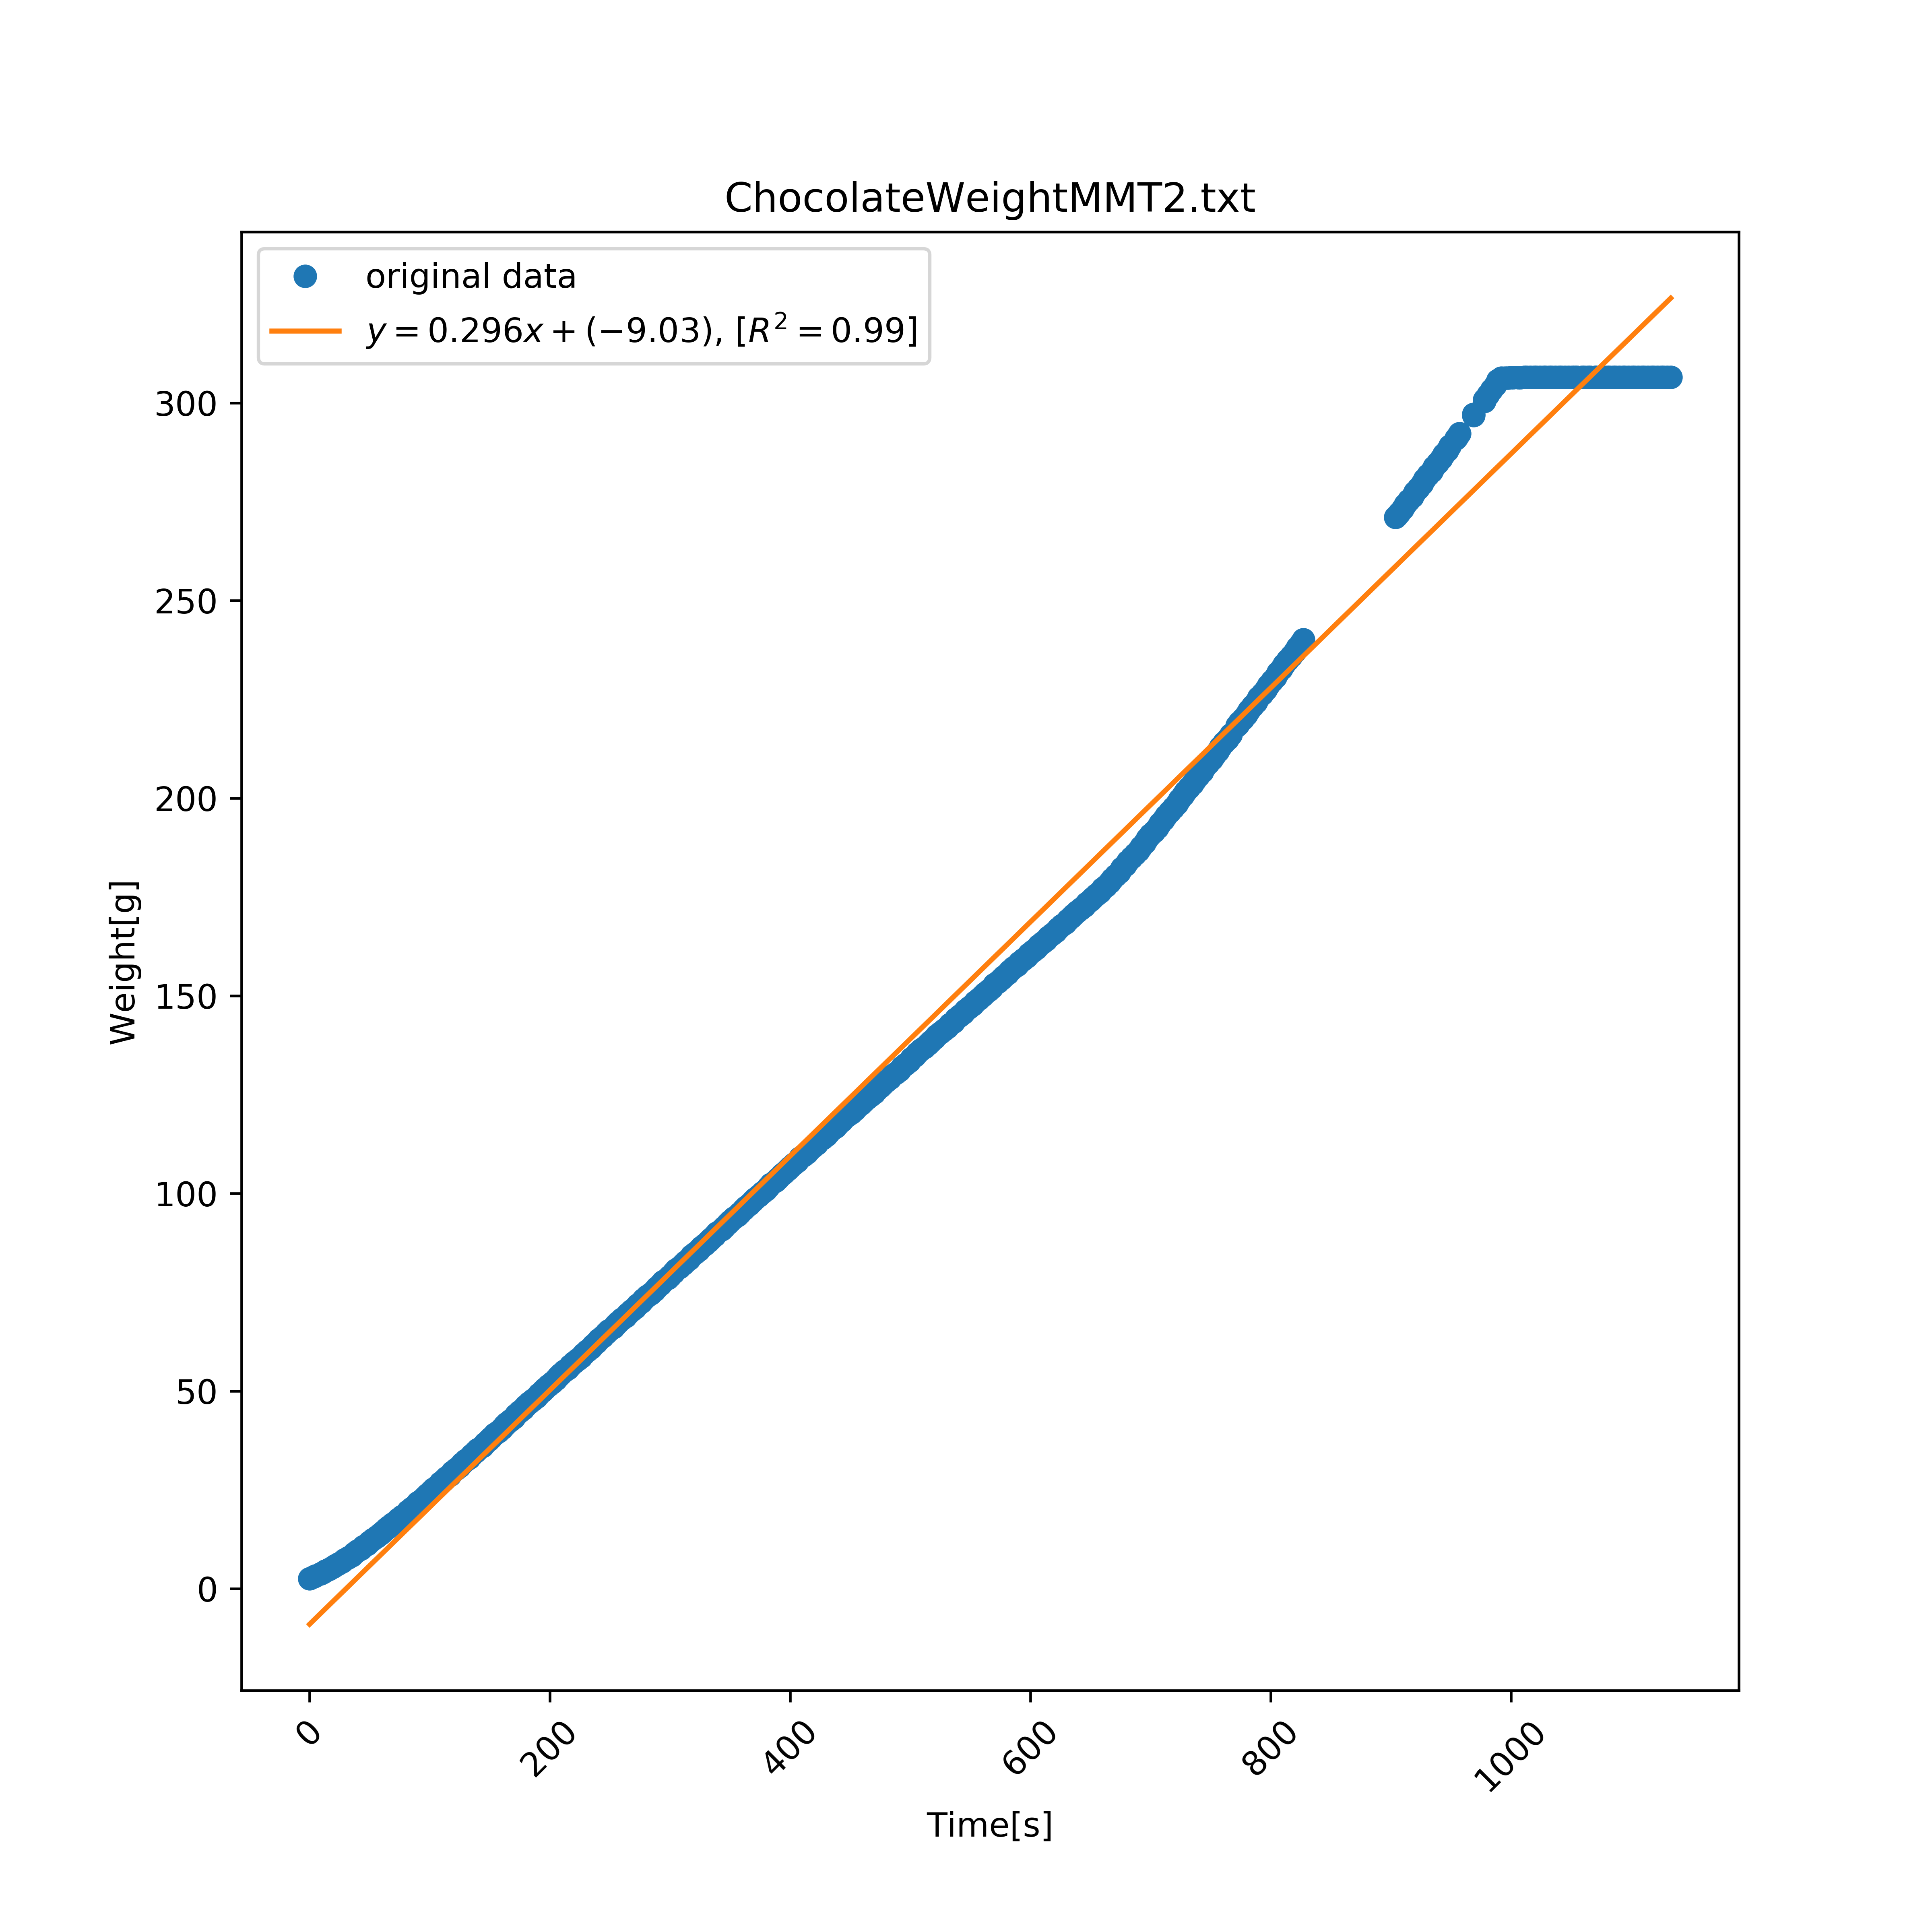 ChocolateWeightMMT2.txt
original data
y = 0.296x + (−9.03), [R² = 0.99]
300
250
200
150
100
50
0
Weight[g]
0
200
400
600
800
1000
Time[s]